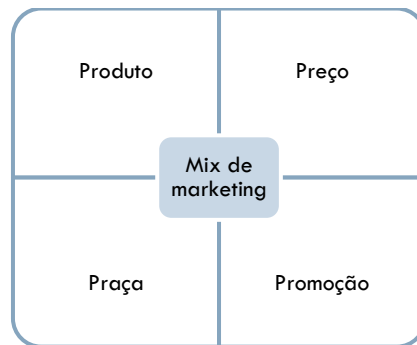 Produto
Preço
Mix de
marketing
Praça
Promoção